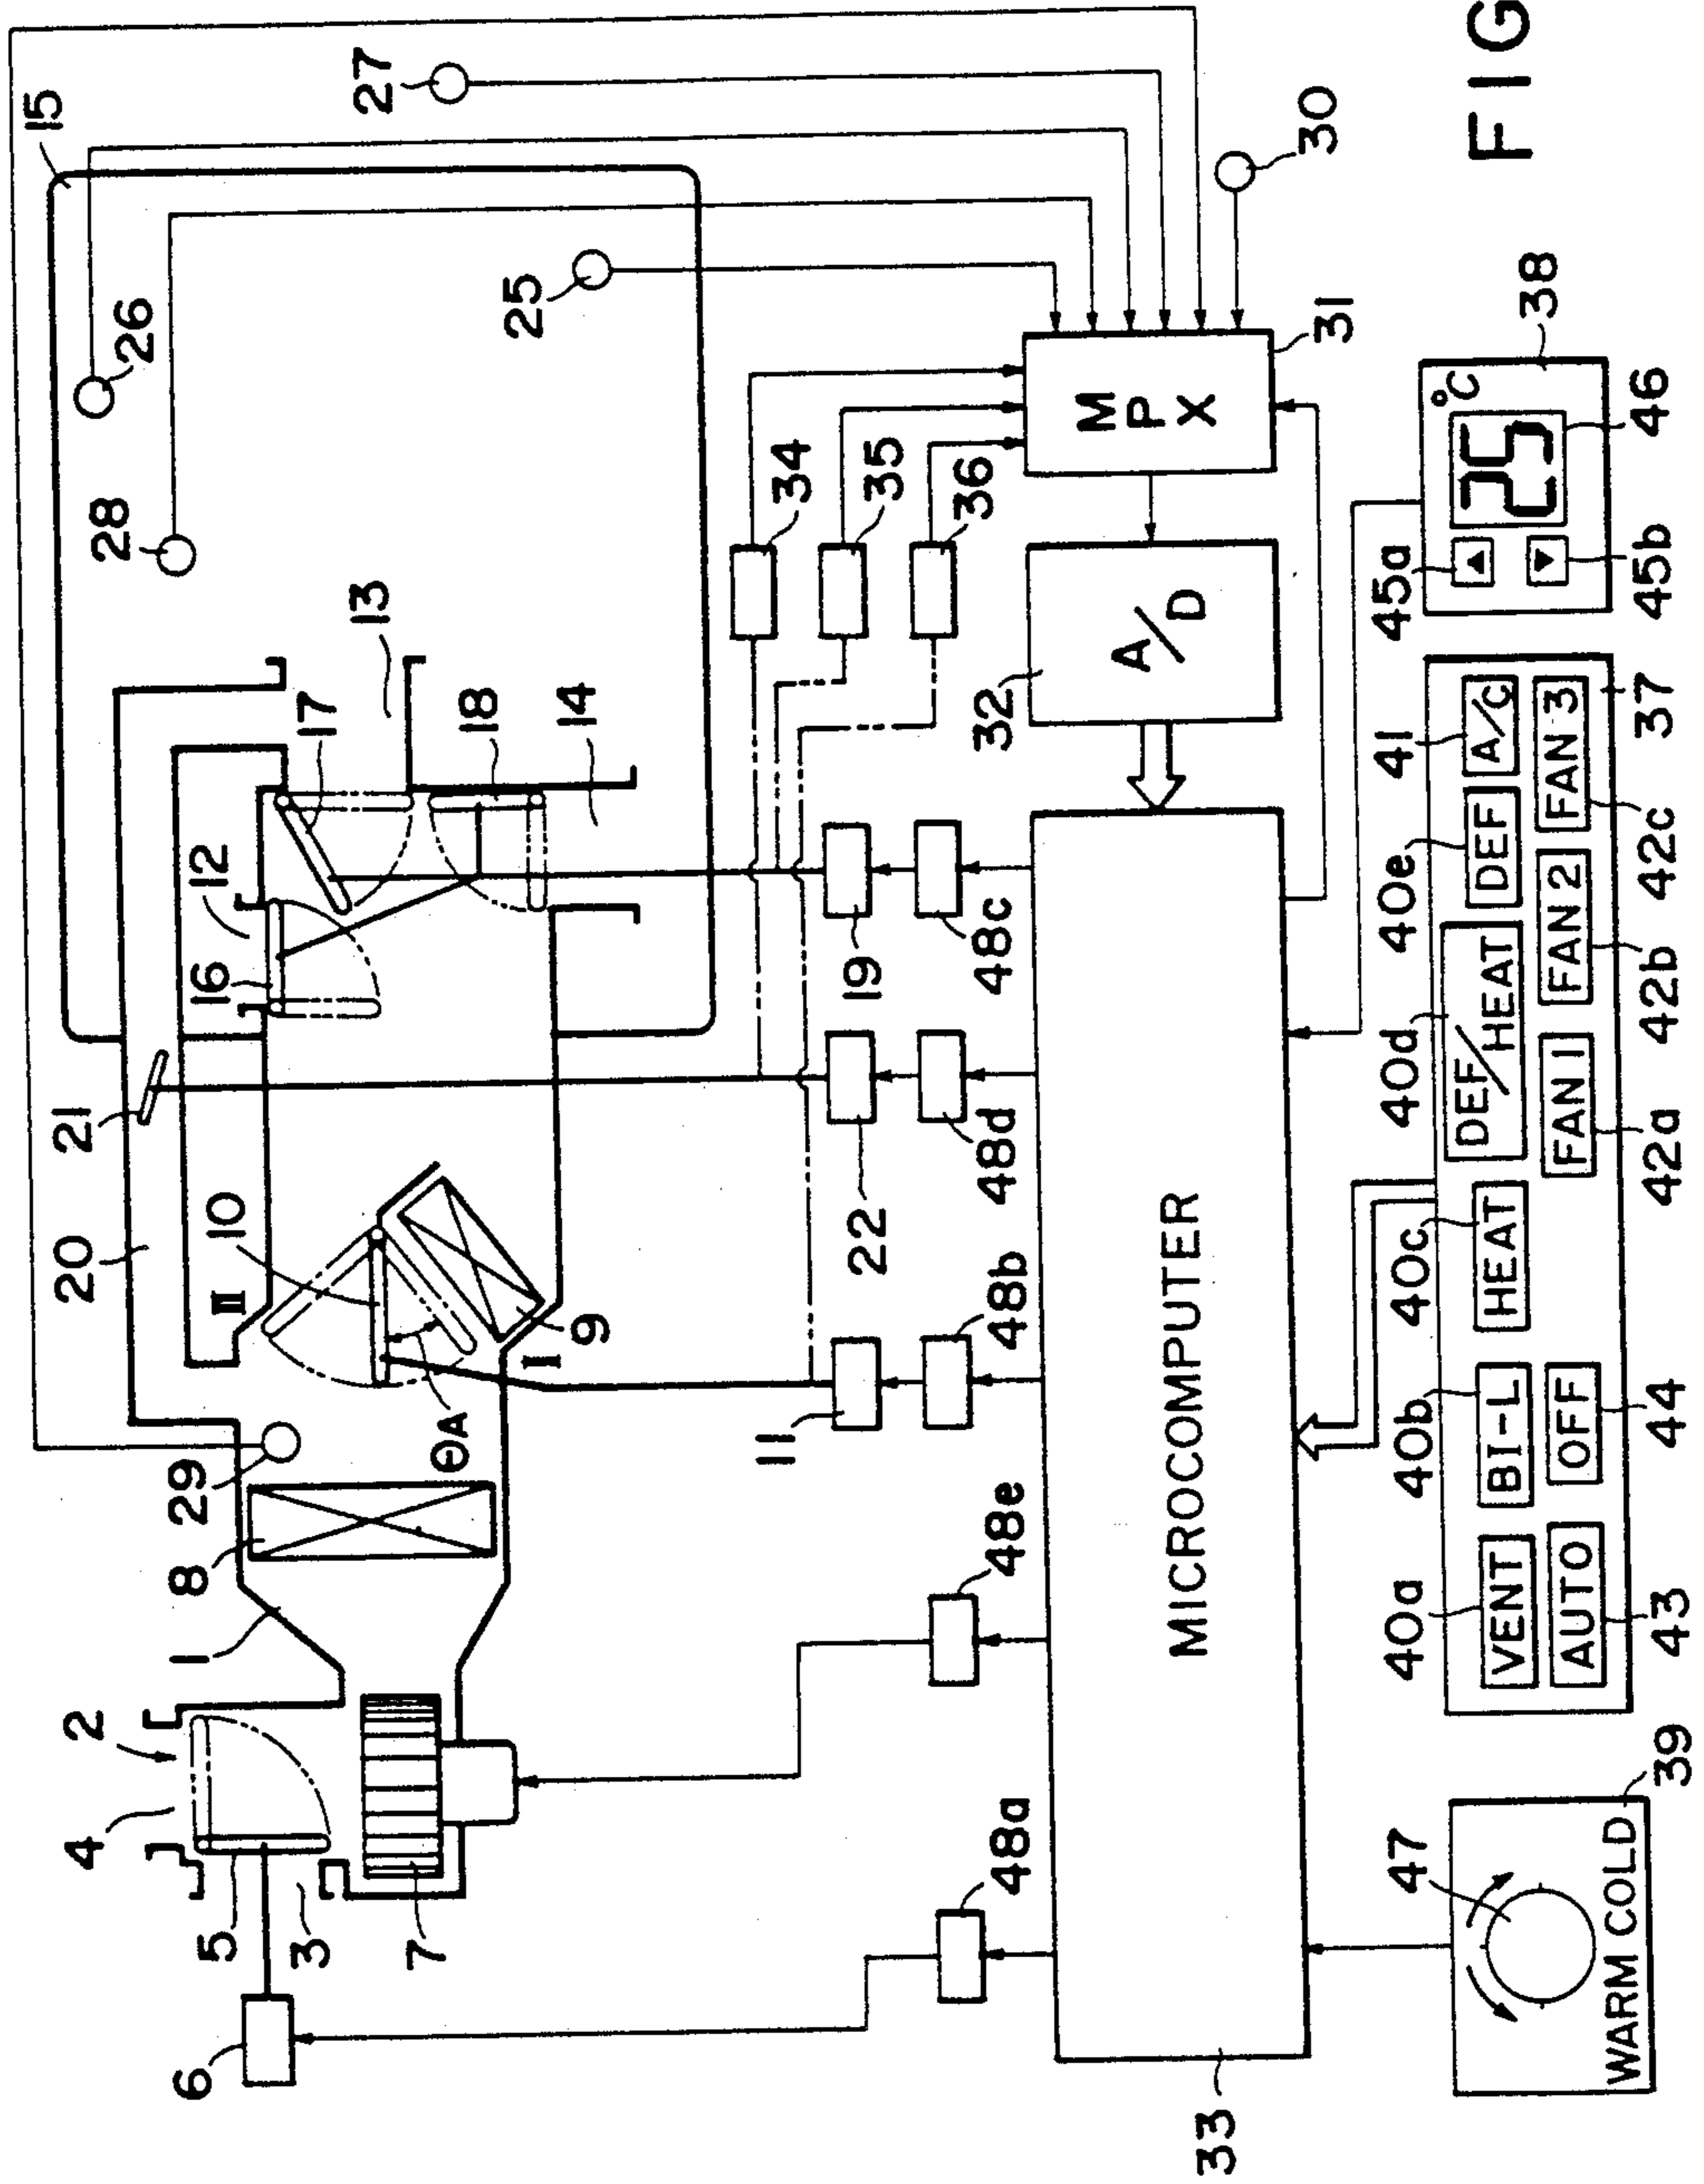 15
27
26
28
25
30
13
17
12
18
16
14
21
20
10
II
9
I
θA
29
8
1
2
4
5
3
7
6
34
35
36
31
MPX
32
A/D
19
48c
22
48d
11
48b
48e
48a
MICROCOMPUTER
33
38
°C
25
46
45a
▲
45b
▼
41
40e
40d
40c
40b
40a
VENT
BI-L
HEAT
DEF/HEAT
DEF
A/C
AUTO
OFF
FAN 1
FAN 2
FAN 3
43
44
42a
42b
42c
37
47
WARM COLD
39
FIG